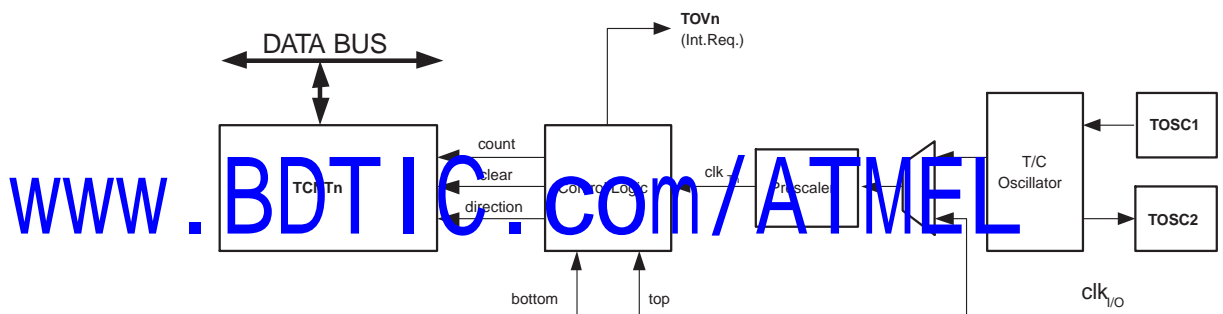 TOVn
(Int.Req.)
DATA BUS
TOSC1
count
T/C
Oscillator
TCNTn
clear
Control Logic
clk
Prescaler
www.BDTIC.com/ATMEL
direction
TOSC2
bottom
top
clkI/O